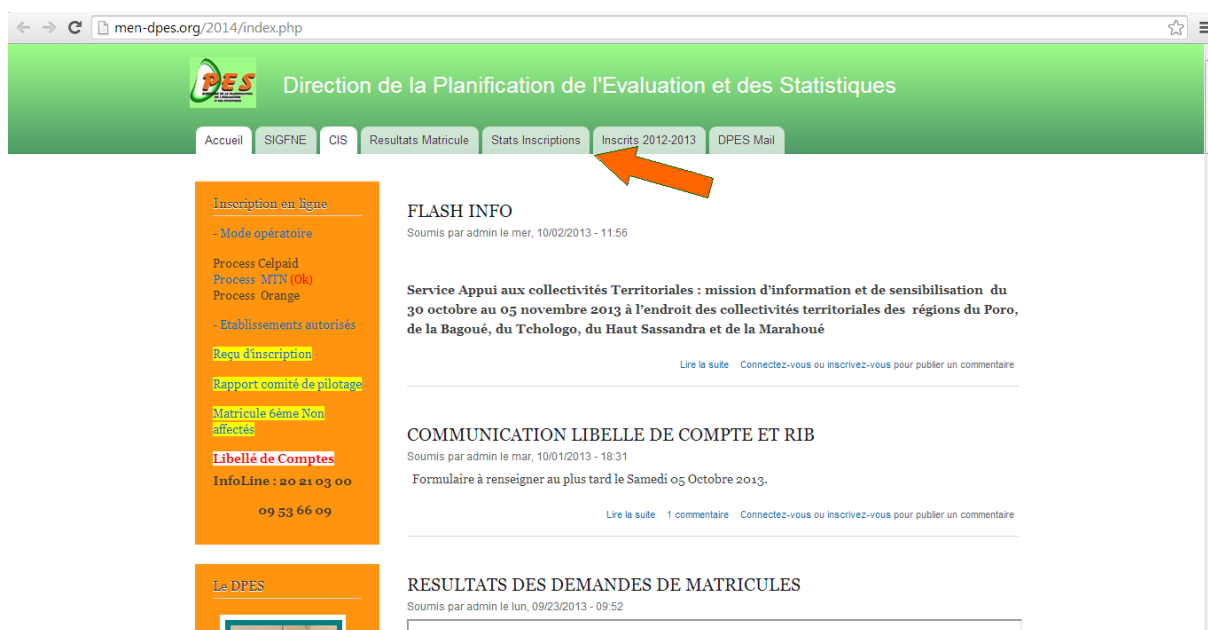 men-dpes.org/2014/index.php
DPES
Direction de la Planification de l'Evaluation et des Statistiques
Accueil SIGFNE CIS Resultats Matricule Stats Inscriptions Inscrits 2012-2013 DPES Mail
Inscription en ligne
- Mode opératoire
Process Celpaid
Process MTN (Ok)
Process Orange
- Etablissements autorisés
Reçu d'inscription
Rapport comité de pilotage
Matricule 6ème Non
affectés
Libellé de Comptes
InfoLine : 20 21 03 00
09 53 66 09
Le DPES
FLASH INFO
Soumis par admin le mer, 10/02/2013 - 11:56
Service Appui aux collectivités Territoriales : mission d'information et de sensibilisation du
30 octobre au 05 novembre 2013 à l'endroit des collectivités territoriales des régions du Poro,
de la Bagoué, du Tchologo, du Haut Sassandra et de la Marahoué
Lire la suite Connectez-vous ou inscrivez-vous pour publier un commentaire
COMMUNICATION LIBELLE DE COMPTE ET RIB
Soumis par admin le mar, 10/01/2013 - 18:31
Formulaire à renseigner au plus tard le Samedi 05 Octobre 2013.
Lire la suite 1 commentaire Connectez-vous ou inscrivez-vous pour publier un commentaire
RESULTATS DES DEMANDES DE MATRICULES
Soumis par admin le lun, 09/23/2013 - 09:52